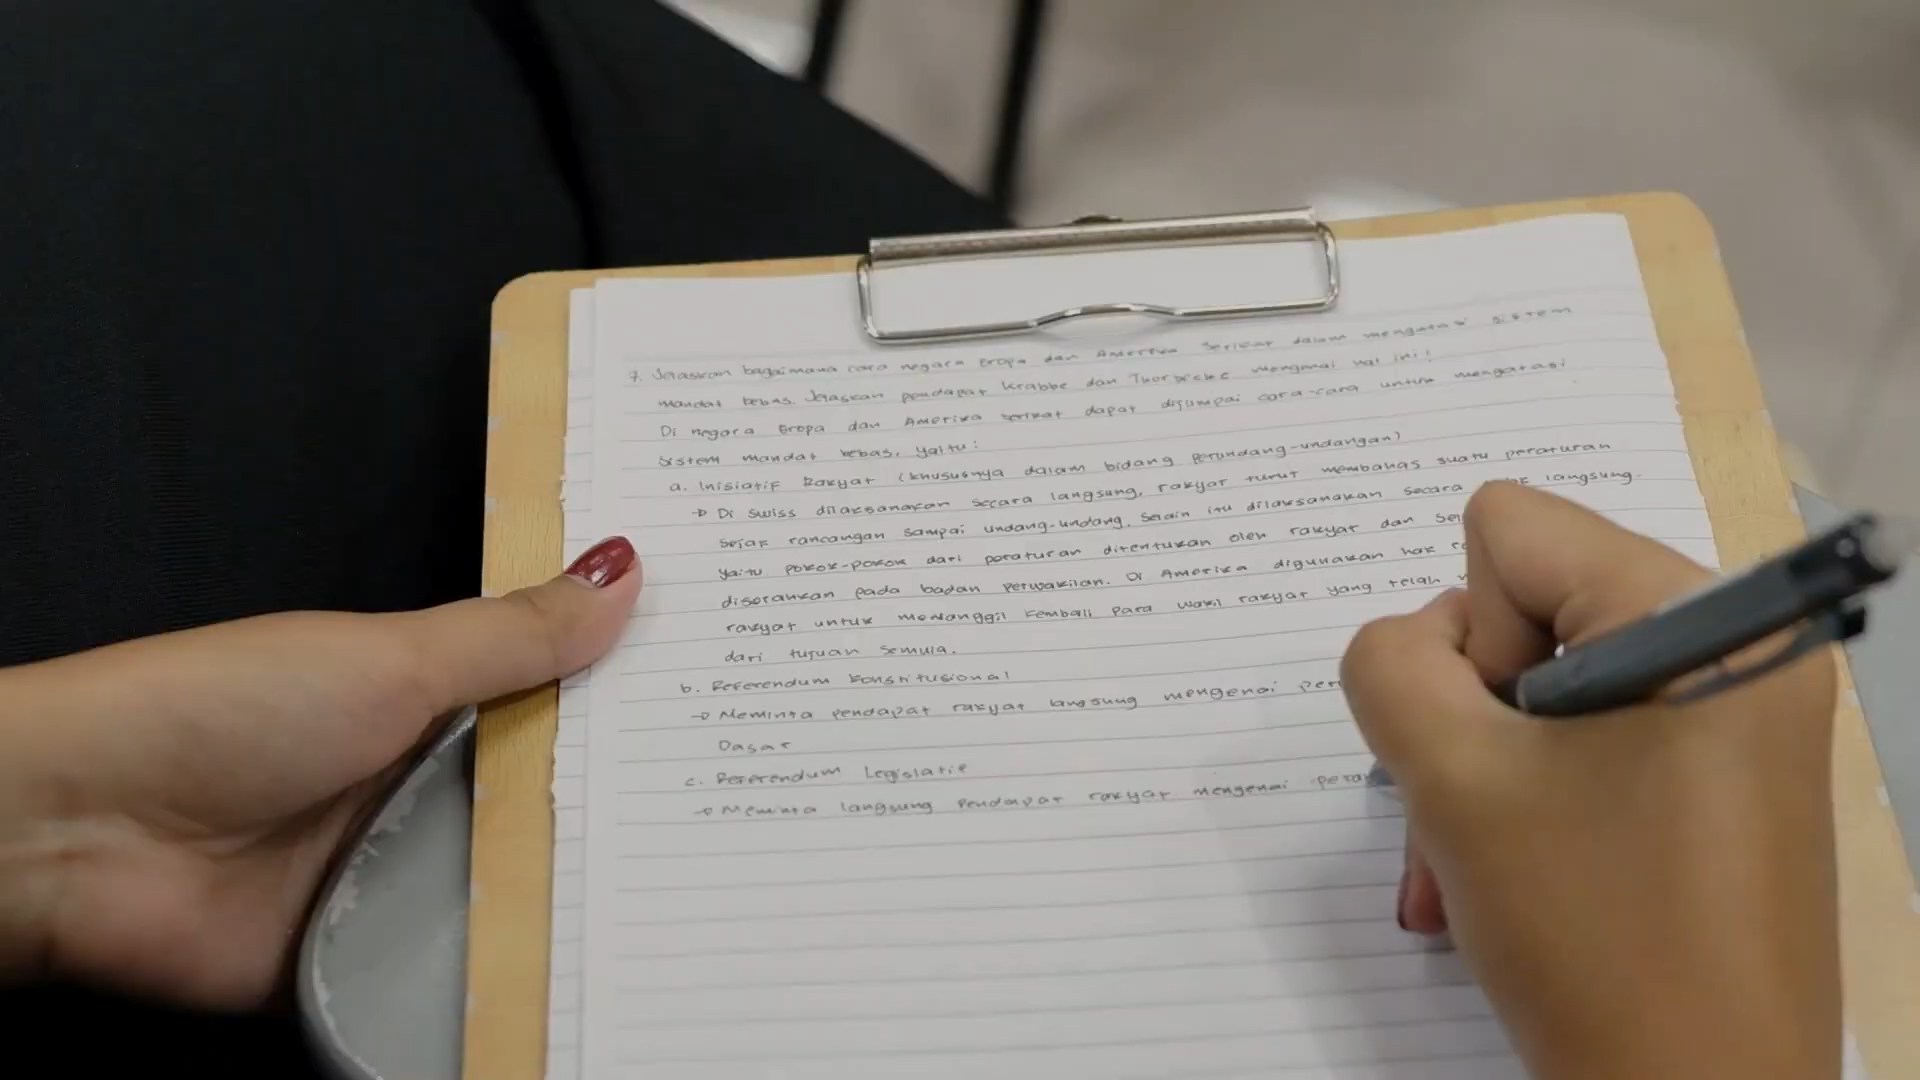 7. Jelaskan bagaimana cara negara Eropa dan Amerika Serikat dalam mengatasi sistem
mandat bebas. Jelaskan pendapat Krabbe dan Thorbicke mengenai hal ini!
Di negara Eropa dan Amerika serikat dapat dijumpai cara-cara untuk mengatasi
sistem mandat bebas, yaitu:
a. Inisiatif Rakyat (khususnya dalam bidang perundang-undangan)
→ Di Swiss dilaksanakan secara langsung, rakyat turut membahas suatu peraturan
sejak rancangan sampai undang-undang. Selain itu dilaksanakan secara langsung.
yaitu pokok-pokok dari peraturan ditentukan oleh rakyat dan
diserahkan pada badan perwakilan. Di Amerika digunakan hak
rakyat untuk memanggil kembali para wakil rakyat yang telah
dari tujuan semula.
b. Referendum Konstitusional
→ Meminta pendapat rakyat langsung mengenai
Dasar
c. Referendum Legislatif
→ Meminta langsung pendapat rakyat mengenai